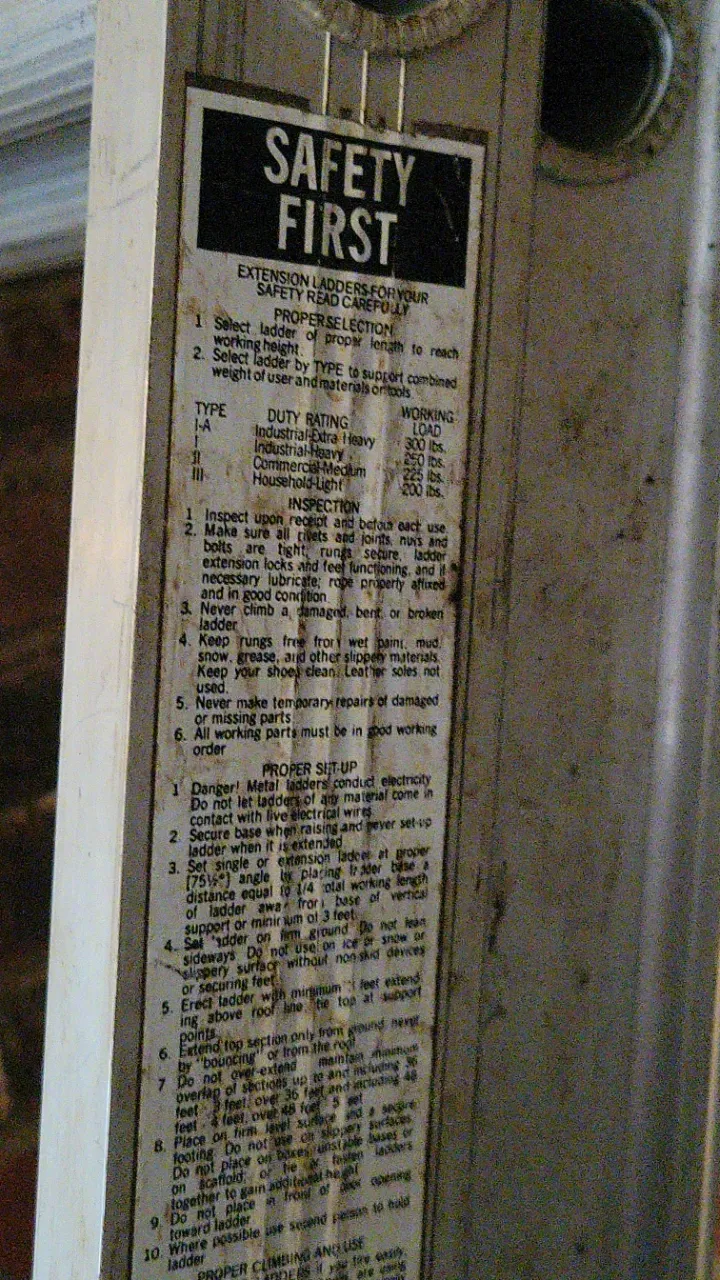 SAFETY
FIRST
EXTENSION LADDERS-FOR YOUR
SAFETY READ CAREFULLY
PROPER SELECTION
1 Select ladder of proper length to reach
working height.
2. Select ladder by TYPE to support combined
weight of user and materials or tools
TYPE DUTY RATING WORKING
LOAD
I-A Industrial-Extra Heavy 300 lbs.
I Industrial-Heavy 250 lbs.
II Commercial-Medium 225 lbs.
III Household-Light 200 lbs.
INSPECTION
1 Inspect upon receipt and before each use.
2. Make sure all rivets and joints, nuts and
bolts are tight, rungs secure, ladder
extension locks and feet functioning, and if
necessary lubricate; rope properly affixed
and in good condition
3. Never climb a damaged, bent, or broken
ladder
4. Keep rungs free from wet paint, mud,
snow, grease, and other slippery materials.
Keep your shoes clean. Leather soles not
used.
5. Never make temporary repairs of damaged
or missing parts
6. All working parts must be in good working
order
PROPER SET-UP
1 Danger! Metal ladders conduct electricity
Do not let ladders of any material come in
contact with live electrical wires
2 Secure base when raising and never set-up
ladder when it is extended
3. Set single or extension ladder at proper
[75½°] angle by placing ladder base a
distance equal to 1/4 total working length
of ladder away from base of vertical
support or minimum of 3 feet.
4. Set ladder on firm ground Do not lean
sideways Do not use on ice or snow or
slippery surface without non-skid devices
or securing feet
5. Erect ladder with minimum feet extend-
ing above roof line, tie top at support
points.
6. Extend top section only from ground, never
by "bouncing" or from the roof
7 Do not over-extend maintain minimum
overlap of sections up to and including 36
feet - 3 feet; over 36 feet and including 48
feet - 4 feet; over 48 feet - 5 feet
8. Place on firm level surface and a secure
footing Do not use on slippery surfaces
Do not place on boxes, unstable bases or
on scaffold, or tie or fasten ladders
together to gain additional height
9. Do not place in front of door opening
toward ladder
10. Where possible use second person to hold
ladder
PROPER CLIMBING AND USE
LADDERS if you tire easily,
are using